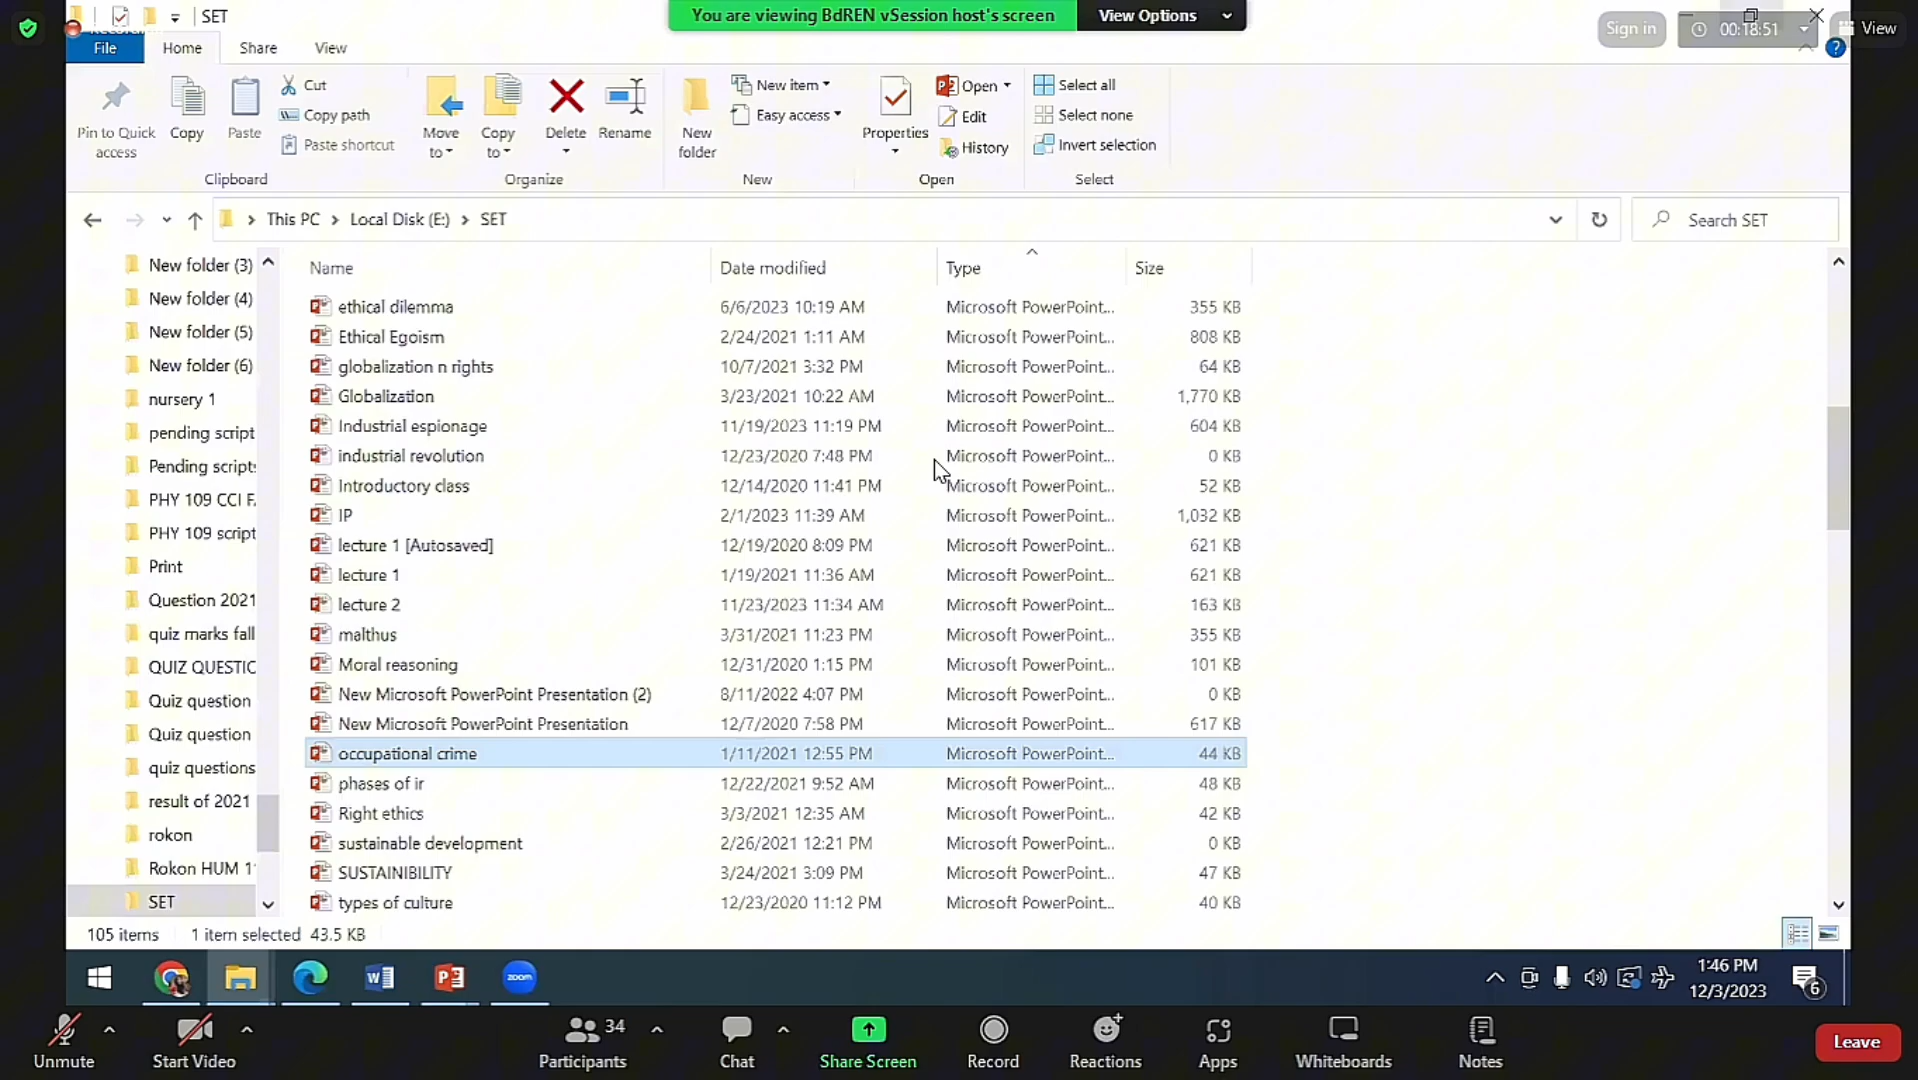 SET
You are viewing BdREN vSession host's screen
View Options
Sign in
00:18:51
View
File
Home
Share
View
Pin to Quick access
Copy
Paste
Cut
Copy path
Paste shortcut
Clipboard
Move to
Copy to
Delete
Rename
Organize
New folder
New item
Easy access
New
Properties
Open
Edit
History
Open
Select all
Select none
Invert selection
Select
This PC > Local Disk (E:) > SET
Search SET
New folder (3)
New folder (4)
New folder (5)
New folder (6)
nursery 1
pending script
Pending scripts
PHY 109 CCI F
PHY 109 script
Print
Question 2021
quiz marks fall
QUIZ QUESTIC
Quiz question
Quiz question
quiz questions
result of 2021
rokon
Rokon HUM 1
SET
Name Date modified Type Size
ethical dilemma 6/6/2023 10:19 AM Microsoft PowerPoint... 355 KB
Ethical Egoism 2/24/2021 1:11 AM Microsoft PowerPoint... 808 KB
globalization n rights 10/7/2021 3:32 PM Microsoft PowerPoint... 64 KB
Globalization 3/23/2021 10:22 AM Microsoft PowerPoint... 1,770 KB
Industrial espionage 11/19/2023 11:19 PM Microsoft PowerPoint... 604 KB
industrial revolution 12/23/2020 7:48 PM Microsoft PowerPoint... 0 KB
Introductory class 12/14/2020 11:41 PM Microsoft PowerPoint... 52 KB
IP 2/1/2023 11:39 AM Microsoft PowerPoint... 1,032 KB
lecture 1 [Autosaved] 12/19/2020 8:09 PM Microsoft PowerPoint... 621 KB
lecture 1 1/19/2021 11:36 AM Microsoft PowerPoint... 621 KB
lecture 2 11/23/2023 11:34 AM Microsoft PowerPoint... 163 KB
malthus 3/31/2021 11:23 PM Microsoft PowerPoint... 355 KB
Moral reasoning 12/31/2020 1:15 PM Microsoft PowerPoint... 101 KB
New Microsoft PowerPoint Presentation (2) 8/11/2022 4:07 PM Microsoft PowerPoint... 0 KB
New Microsoft PowerPoint Presentation 12/7/2020 7:58 PM Microsoft PowerPoint... 617 KB
occupational crime 1/11/2021 12:55 PM Microsoft PowerPoint... 44 KB
phases of ir 12/22/2021 9:52 AM Microsoft PowerPoint... 48 KB
Right ethics 3/3/2021 12:35 AM Microsoft PowerPoint... 42 KB
sustainable development 2/26/2021 12:21 PM Microsoft PowerPoint... 0 KB
SUSTAINIBILITY 3/24/2021 3:09 PM Microsoft PowerPoint... 47 KB
types of culture 12/23/2020 11:12 PM Microsoft PowerPoint... 40 KB
105 items 1 item selected 43.5 KB
zoom
1:46 PM
12/3/2023
6
Unmute
Start Video
34
Participants
Chat
Share Screen
Record
Reactions
Apps
Whiteboards
Notes
Leave